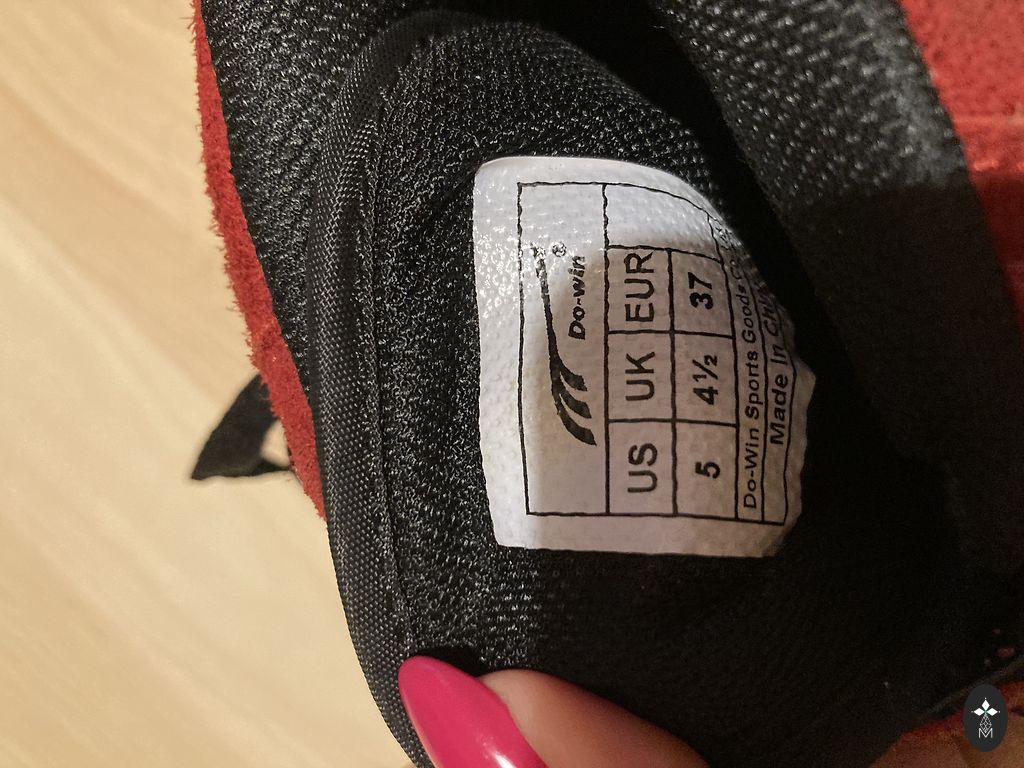 Do-win®
US UK EUR
5 4½ 37
Do-Win Sports Goods
Made In
M